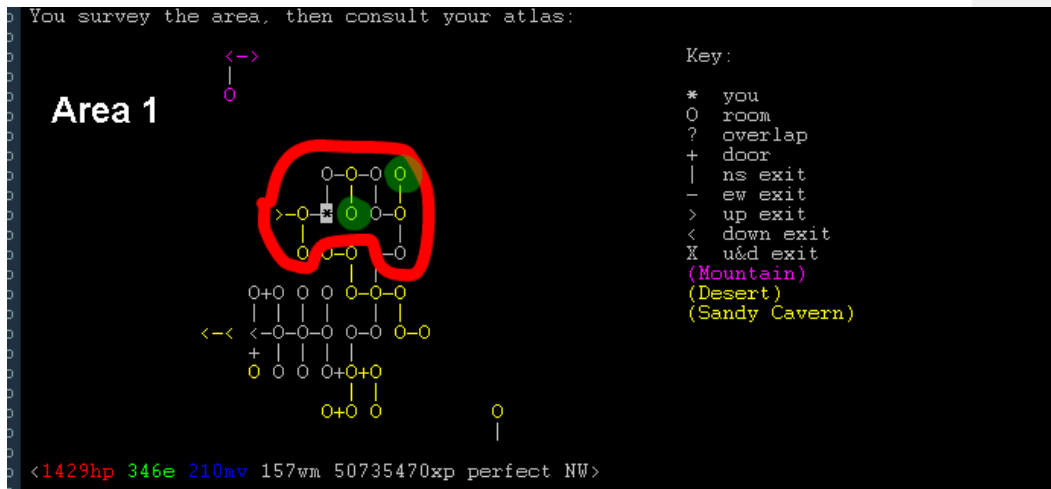 You survey the area, then consult your atlas:
<->
|
O
Area 1
O-O-O O
| | | |
>-O-* O O-O
| | |
O O-O -O
| |
O+O O O O-O-O
| | | | | |
<-< <-O-O-O O-O O-O
+ | | | |
O O O O+O+O
| |
O+O O
O
|
Key:
* you
O room
? overlap
+ door
| ns exit
- ew exit
> up exit
< down exit
X u&d exit
(Mountain)
(Desert)
(Sandy Cavern)
<1429hp 346e 210mv 157wm 50735470xp perfect NW>